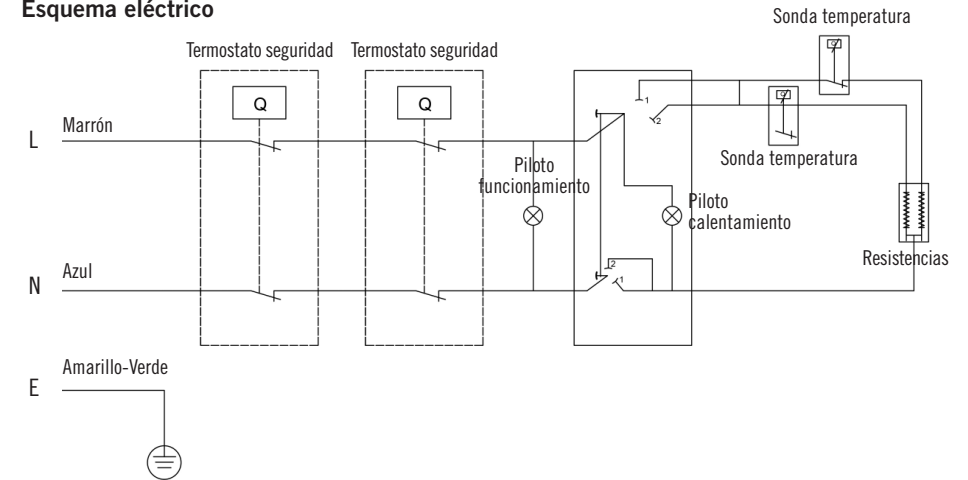 Esquema eléctrico
Sonda temperatura
Termostato seguridad
Termostato seguridad
Q
Q
1
2
L
Marrón
Piloto
funcionamiento
Sonda temperatura
Piloto
calentamiento
Resistencias
N
Azul
2
1
E
Amarillo-Verde